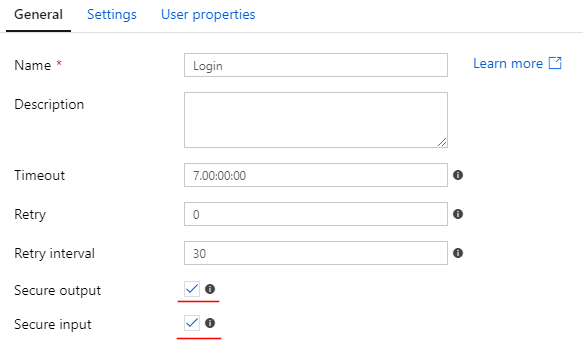 General Settings User properties
Name * Login Learn more
Description
Timeout 7.00:00:00
Retry 0
Retry interval 30
Secure output
Secure input